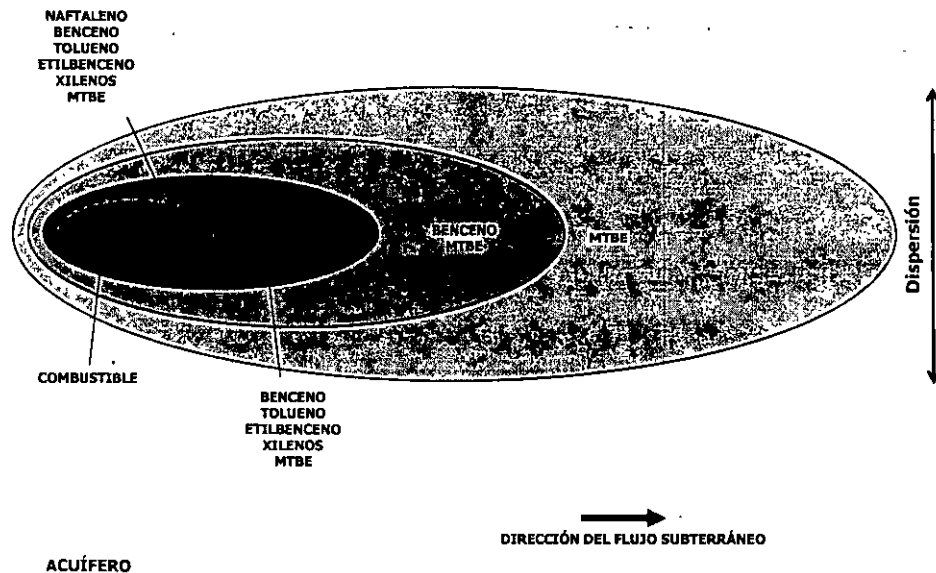 NAFTALENO
BENCENO
TOLUENO
ETILBENCENO
XILENOS
MTBE
BENCENO
MTBE
MTBE
Dispersión
COMBUSTIBLE
BENCENO
TOLUENO
ETILBENCENO
XILENOS
MTBE
DIRECCIÓN DEL FLUJO SUBTERRÁNEO
ACUÍFERO